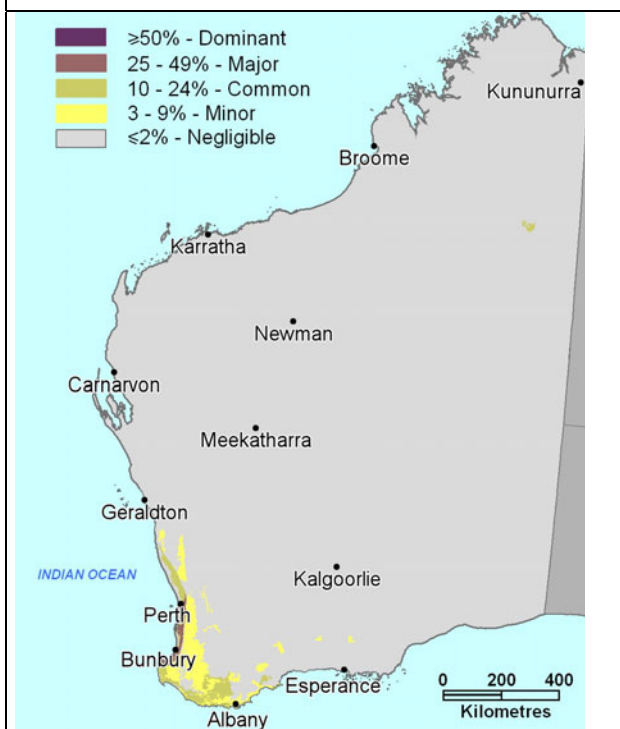 ≥50% - Dominant
25 - 49% - Major
10 - 24% - Common
3 - 9% - Minor
≤2% - Negligible
Kununurra
Broome
Karratha
Newman
Carnarvon
Meekatharra
Geraldton
INDIAN OCEAN
Kalgoorlie
Perth
Bunbury
Esperance
Albany
0 200 400
Kilometres